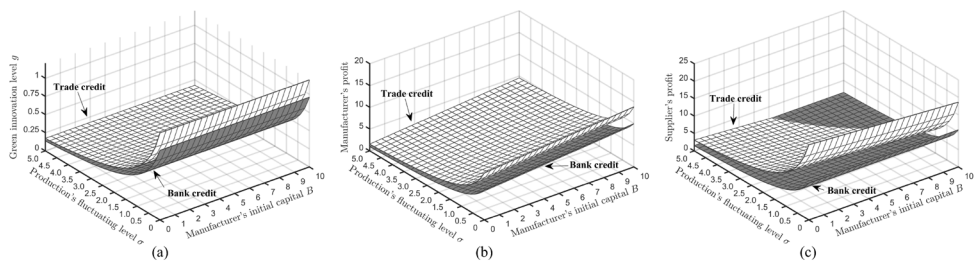 Green innovation level g
1
0.75
0.5
0.25
0
Trade credit
Bank credit
5.0
4.5
4.0
3.5
3.0
2.5
2.0
1.5
1.0
0.5
0
Production's fluctuating level σ
0 1 2 3 4 5 6 7 8 9 10
Manufacturer's initial capital B
(a)
Manufacturer's profit
20
15
10
5
0
Trade credit
Bank credit
5.0
4.5
4.0
3.5
3.0
2.5
2.0
1.5
1.0
0.5
0
Production's fluctuating level σ
0 1 2 3 4 5 6 7 8 9 10
Manufacturer's initial capital B
(b)
Supplier's profit
25
20
15
10
5
0
Trade credit
Bank credit
5.0
4.5
4.0
3.5
3.0
2.5
2.0
1.5
1.0
0.5
0
Production's fluctuating level σ
0 1 2 3 4 5 6 7 8 9 10
Manufacturer's initial capital B
(c)